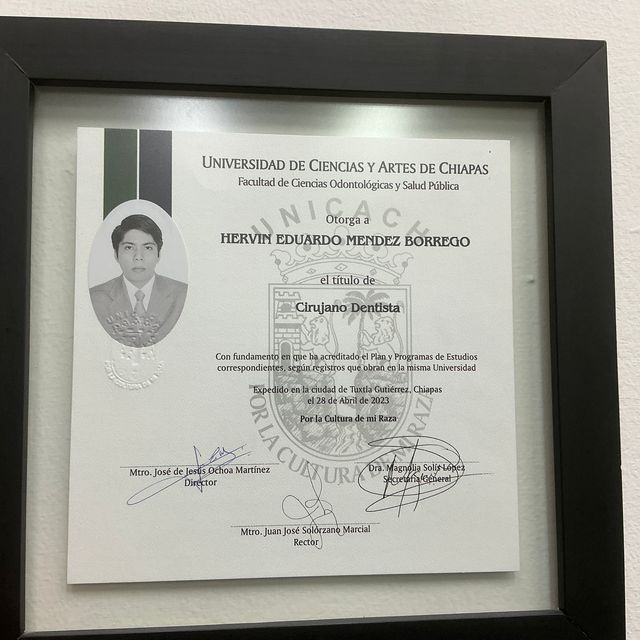 UNIVERSIDAD DE CIENCIAS Y ARTES DE CHIAPAS
Facultad de Ciencias Odontológicas y Salud Pública
UNICACH
Otorga a
HERVIN EDUARDO MENDEZ BORREGO
el título de
Cirujano Dentista
Con fundamento en que ha acreditado el Plan y Programas de Estudios
correspondientes, según registros que obran en la misma Universidad
Expedido en la ciudad de Tuxtla Gutiérrez, Chiapas
el 28 de Abril de 2023
Por la Cultura de mi Raza
POR LA CULTURA DE MI RAZA
Mtro. José de Jesús Ochoa Martínez
Director
Dra. Magnolia Solís López
Secretaria General
Mtro. Juan José Solórzano Marcial
Rector